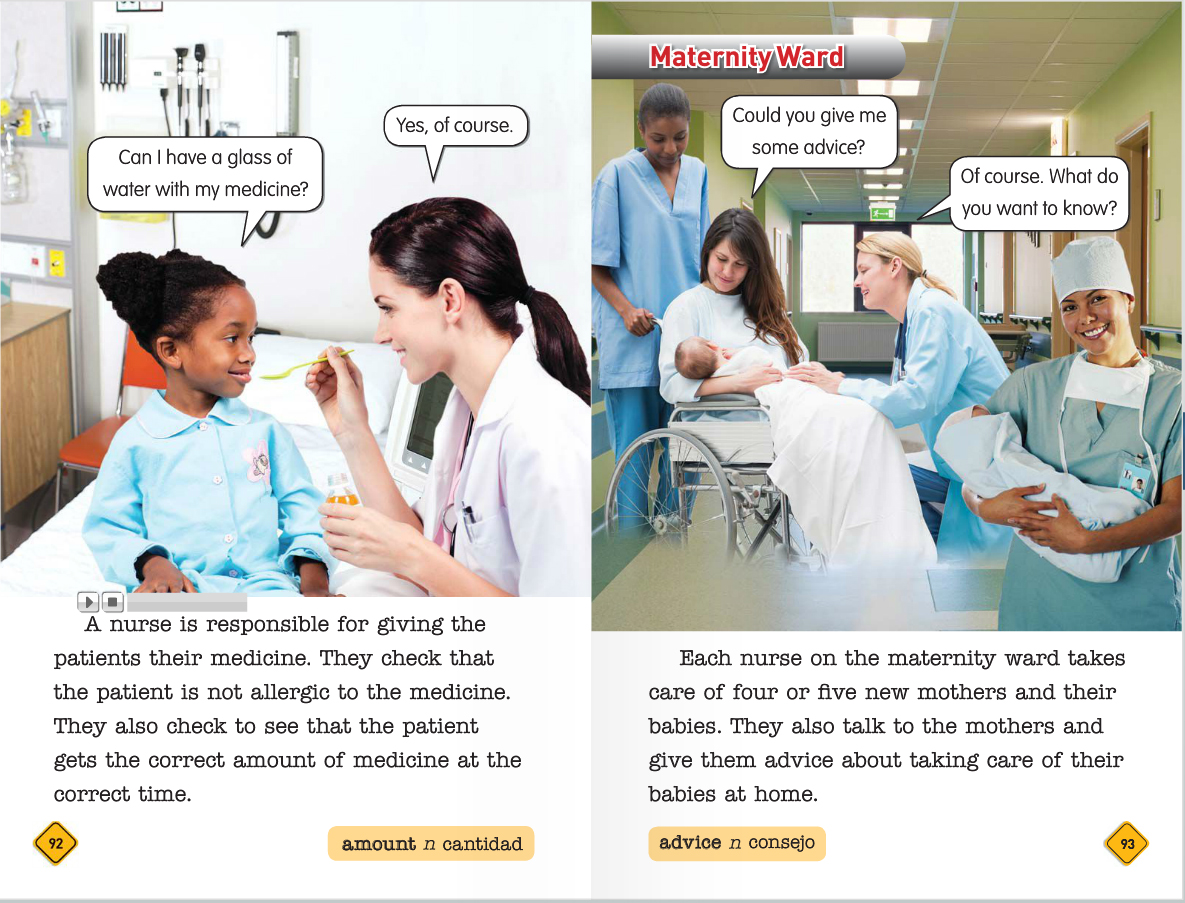 Can I have a glass of
water with my medicine?
Yes, of course.
A nurse is responsible for giving the
patients their medicine. They check that
the patient is not allergic to the medicine.
They also check to see that the patient
gets the correct amount of medicine at the
correct time.
amount n cantidad
92
Maternity Ward
Could you give me
some advice?
Of course. What do
you want to know?
Each nurse on the maternity ward takes
care of four or five new mothers and their
babies. They also talk to the mothers and
give them advice about taking care of their
babies at home.
advice n consejo
93